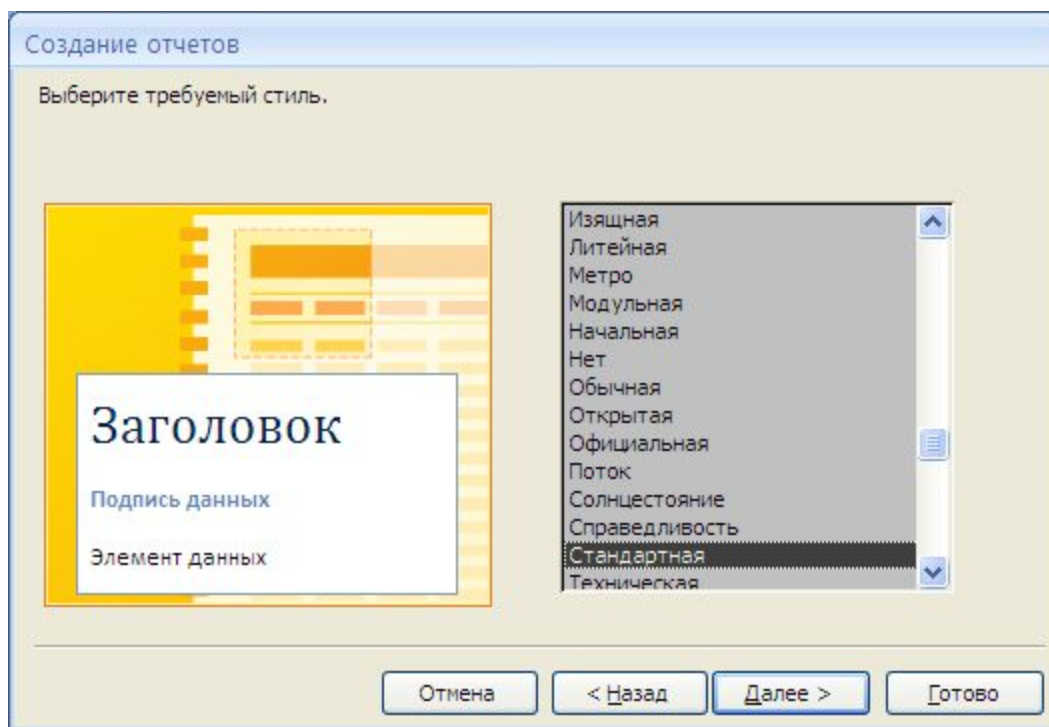 Создание отчетов
Выберите требуемый стиль.
Заголовок
Подпись данных
Элемент данных
Изящная
Литейная
Метро
Модульная
Начальная
Нет
Обычная
Открытая
Официальная
Поток
Солнцестояние
Справедливость
Стандартная
Техническая
Отмена
< Назад
Далее >
Готово